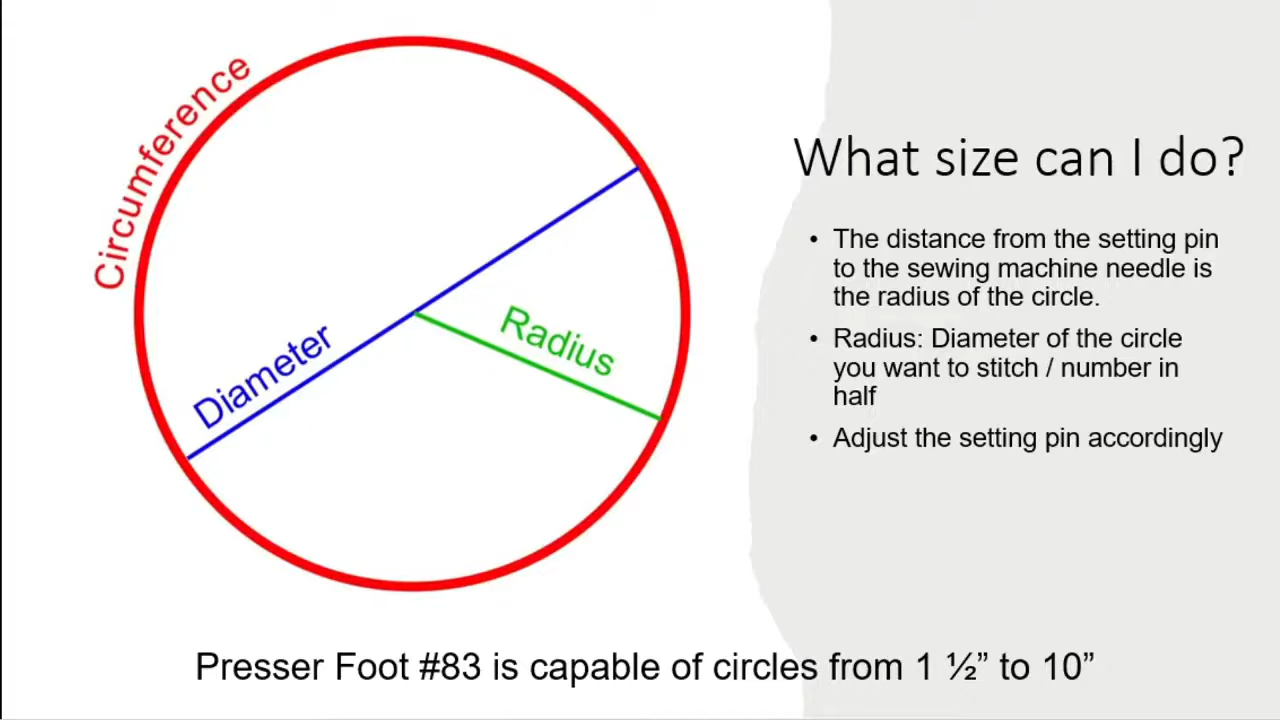 Circumference
Diameter
Radius
What size can I do?
• The distance from the setting pin
to the sewing machine needle is
the radius of the circle.
• Radius: Diameter of the circle
you want to stitch / number in
half
• Adjust the setting pin accordingly
Presser Foot #83 is capable of circles from 1 ½” to 10”